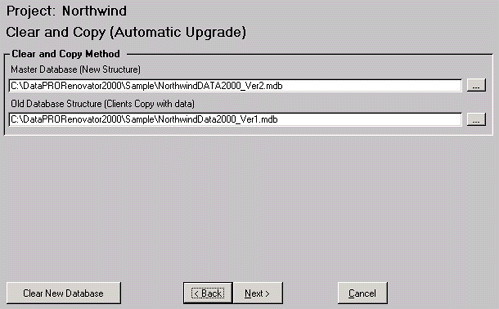 Project: Northwind
Clear and Copy (Automatic Upgrade)
Clear and Copy Method
Master Database (New Structure)
C:\DataPRORenovator2000\Sample\NorthwindDATA2000_Ver2.mdb
...
Old Database Structure (Clients Copy with data)
C:\DataPRORenovator2000\Sample\NorthwindData2000_Ver1.mdb
...
Clear New Database
< Back
Next >
Cancel